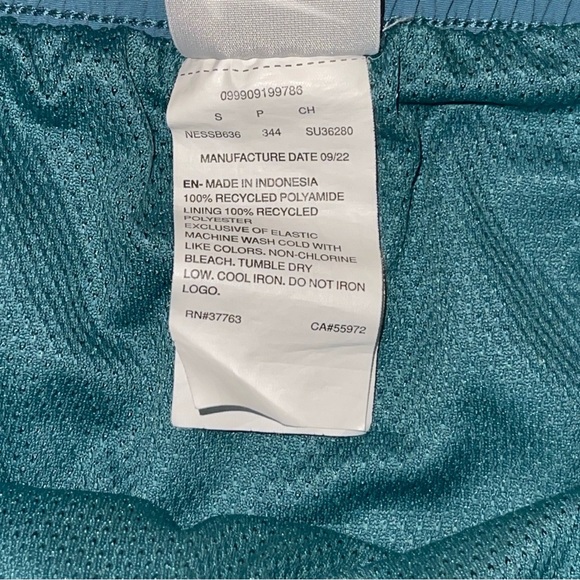 099909199786
S P CH
NESSB636 344 SU36280
MANUFACTURE DATE 09/22
EN- MADE IN INDONESIA
100% RECYCLED POLYAMIDE
LINING 100% RECYCLED
POLYESTER
EXCLUSIVE OF ELASTIC
MACHINE WASH COLD WITH
LIKE COLORS. NON-CHLORINE
BLEACH. TUMBLE DRY
LOW. COOL IRON. DO NOT IRON
LOGO.
RN#37763 CA#55972